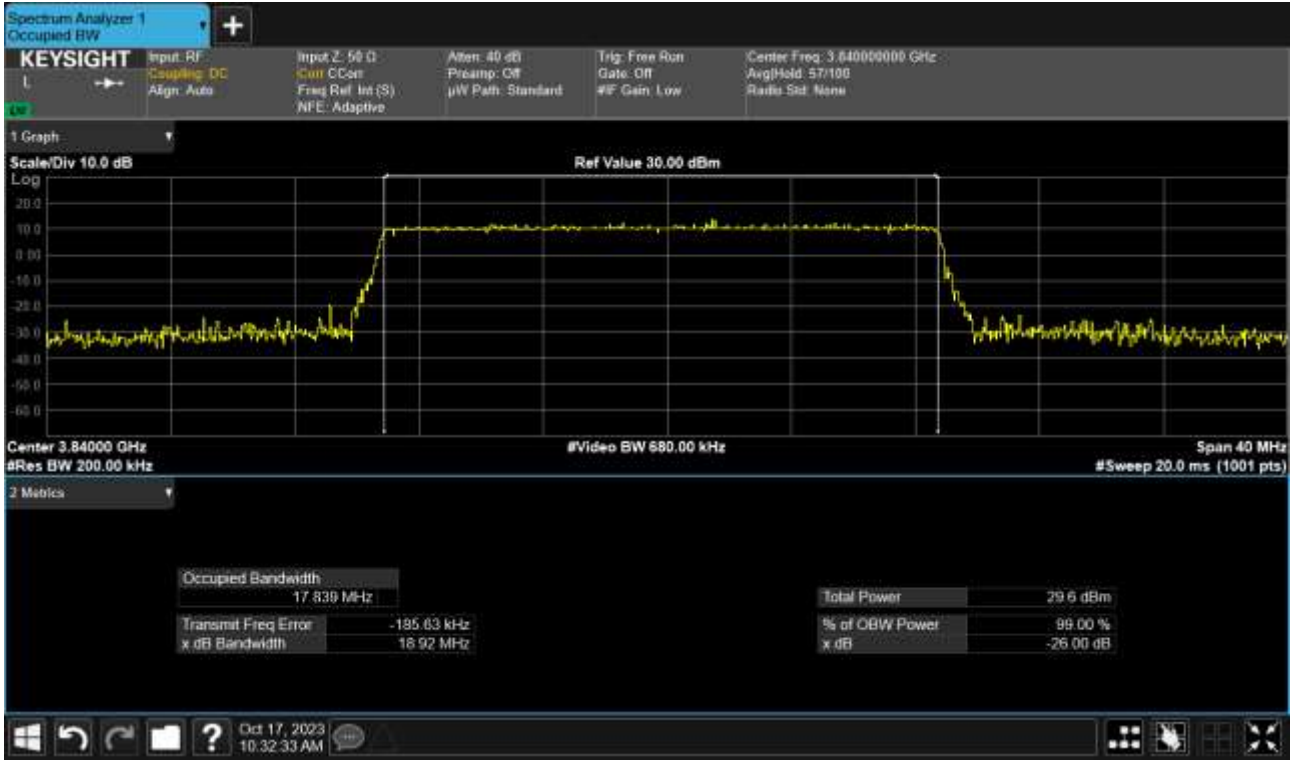 Spectrum Analyzer 1
Occupied BW
+
KEYSIGHT
L
Input: RF
Coupling: DC
Align: Auto
Input Z: 50 Ω
Corr CCorr
Freq Ref: Int (S)
NFE: Adaptive
Atten: 40 dB
Preamp: Off
µW Path: Standard
Trig: Free Run
Gate: Off
#IF Gain: Low
Center Freq: 3.840000000 GHz
Avg|Hold: 57/100
Radio Std: None
1 Graph
Scale/Div 10.0 dB
Ref Value 30.00 dBm
Log
20.0
10.0
0.00
-10.0
-20.0
-30.0
-40.0
-50.0
-60.0
Center 3.84000 GHz
#Video BW 680.00 kHz
Span 40 MHz
#Res BW 200.00 kHz
#Sweep 20.0 ms (1001 pts)
2 Metrics
Occupied Bandwidth
17.839 MHz
Total Power 29.6 dBm
Transmit Freq Error -185.63 kHz
% of OBW Power 99.00 %
x dB Bandwidth 18.92 MHz
x dB -26.00 dB
?
Oct 17, 2023
10:32:33 AM